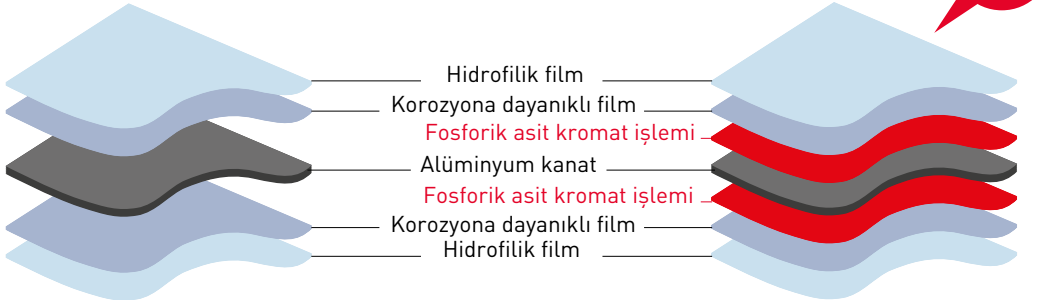 Hidrofilik film
Korozyona dayanıklı film
Fosforik asit kromat işlemi
Alüminyum kanat
Fosforik asit kromat işlemi
Korozyona dayanıklı film
Hidrofilik film